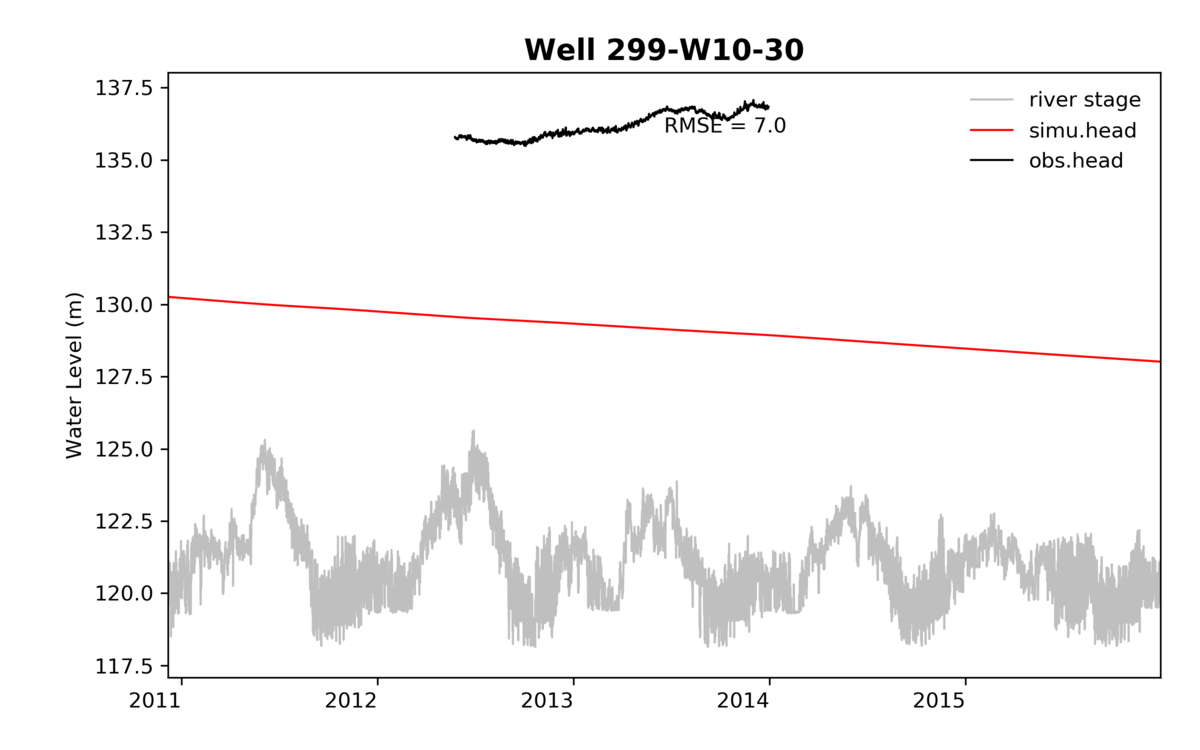 Well 299-W10-30
137.5
135.0
132.5
130.0
127.5
125.0
122.5
120.0
117.5
Water Level (m)
RMSE = 7.0
river stage
simu.head
obs.head
2011
2012
2013
2014
2015